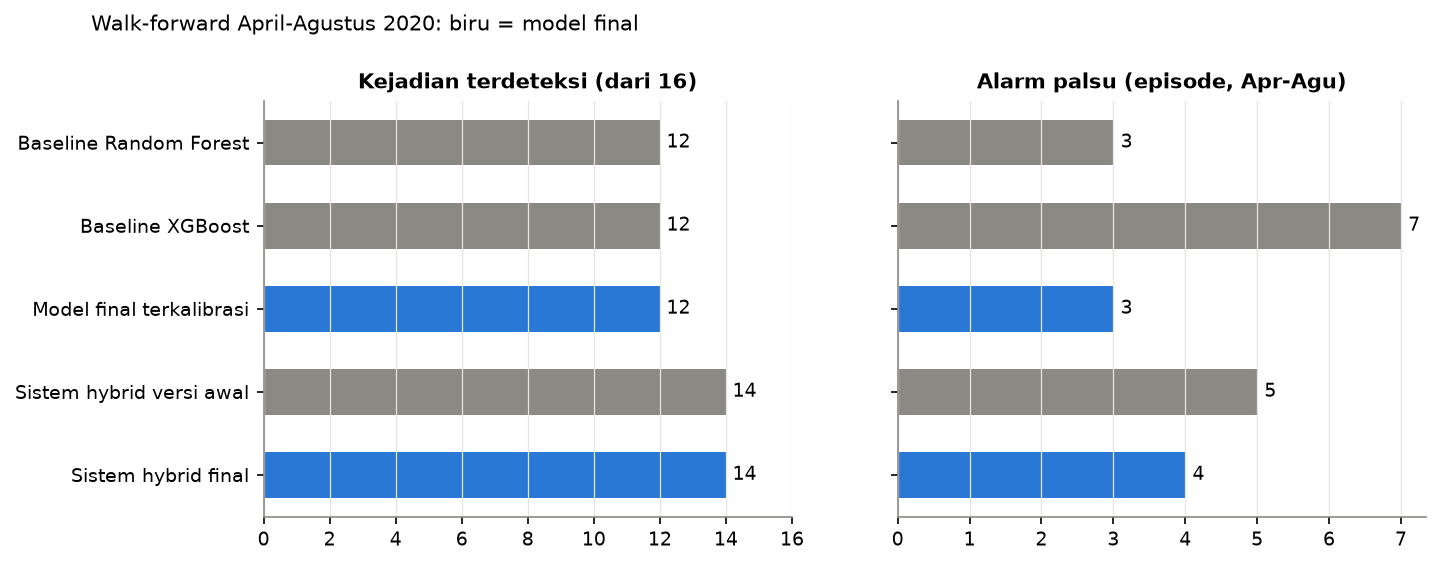 Walk-forward April-Agustus 2020: biru = model final
Kejadian terdeteksi (dari 16)
Baseline Random Forest 12
Baseline XGBoost 12
Model final terkalibrasi 12
Sistem hybrid versi awal 14
Sistem hybrid final 14
0 2 4 6 8 10 12 14 16
Alarm palsu (episode, Apr-Agu)
3
7
3
5
4
0 1 2 3 4 5 6 7